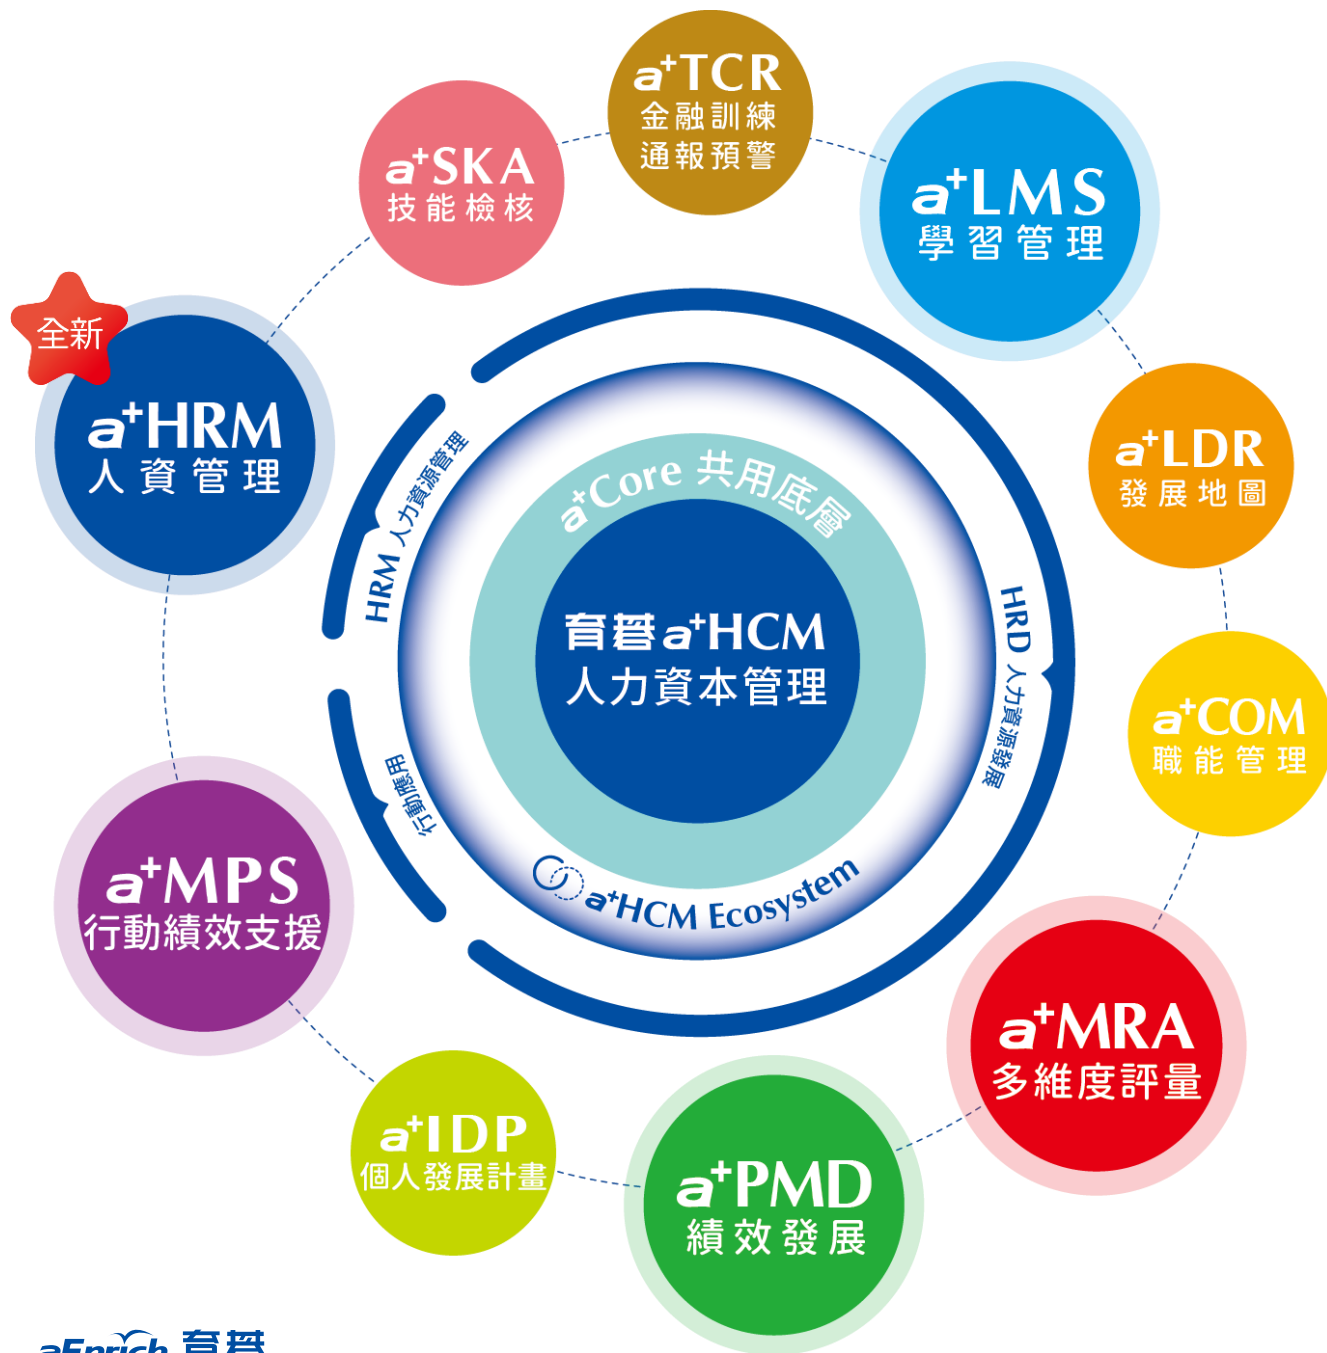 a⁺TCR
金融訓練
通報預警
a⁺SKA
技能檢核
a⁺LMS
學習管理
全新
a⁺HRM
人資管理
a⁺LDR
發展地圖
HRM 人力資源管理
a⁺Core 共用底層
育碁a⁺HCM
人力資本管理
HRD 人力資源發展
a⁺COM
職能管理
行動應用
a⁺HCM Ecosystem
a⁺MPS
行動績效支援
a⁺MRA
多維度評量
a⁺IDP
個人發展計畫
a⁺PMD
績效發展
aEnrich 育碁